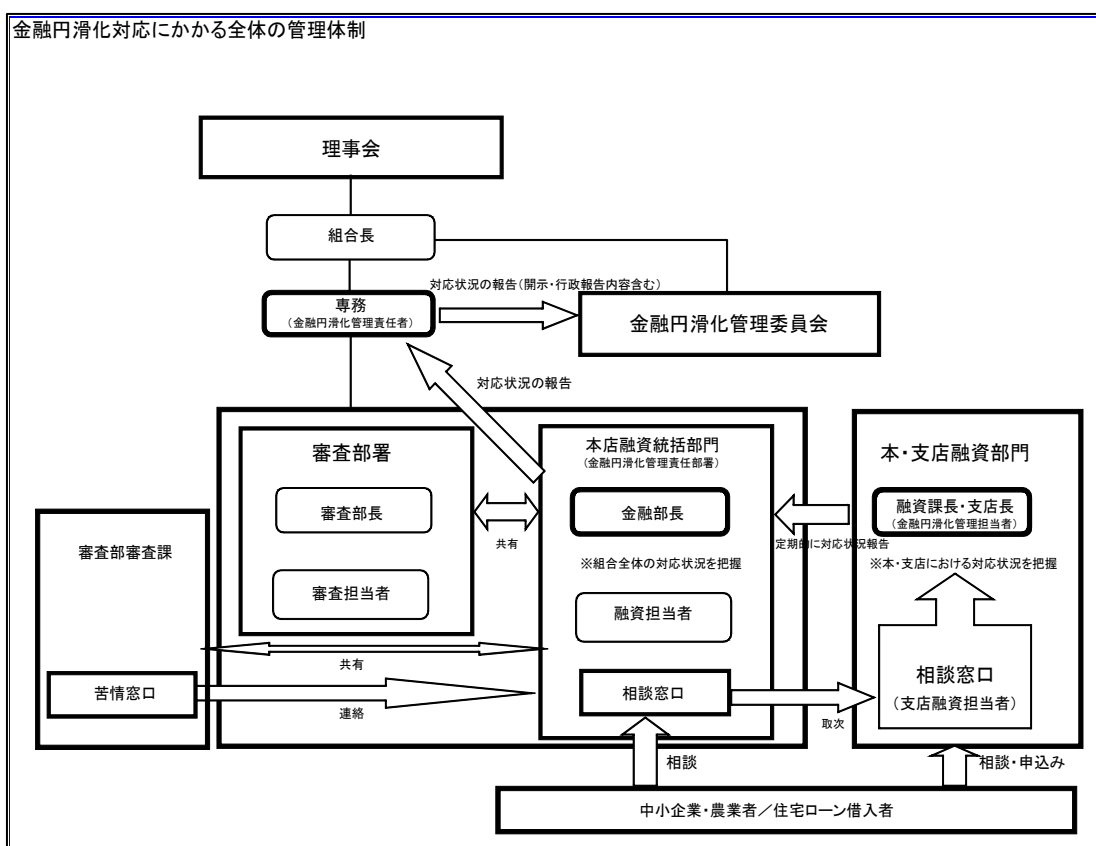 金融円滑化対応にかかる全体の管理体制
理事会
組合長
専務
(金融円滑化管理責任者)
対応状況の報告(開示・行政報告内容含む)
金融円滑化管理委員会
対応状況の報告
審査部署
審査部長
審査担当者
共有
本店融資統括部門
(金融円滑化管理責任部署)
金融部長
※組合全体の対応状況を把握
融資担当者
相談窓口
定期的に対応状況報告
本・支店融資部門
融資課長・支店長
(金融円滑化管理担当者)
※本・支店における対応状況を把握
相談窓口
(支店融資担当者)
審査部審査課
苦情窓口
共有
連絡
取次
相談
相談・申込み
中小企業・農業者／住宅ローン借入者